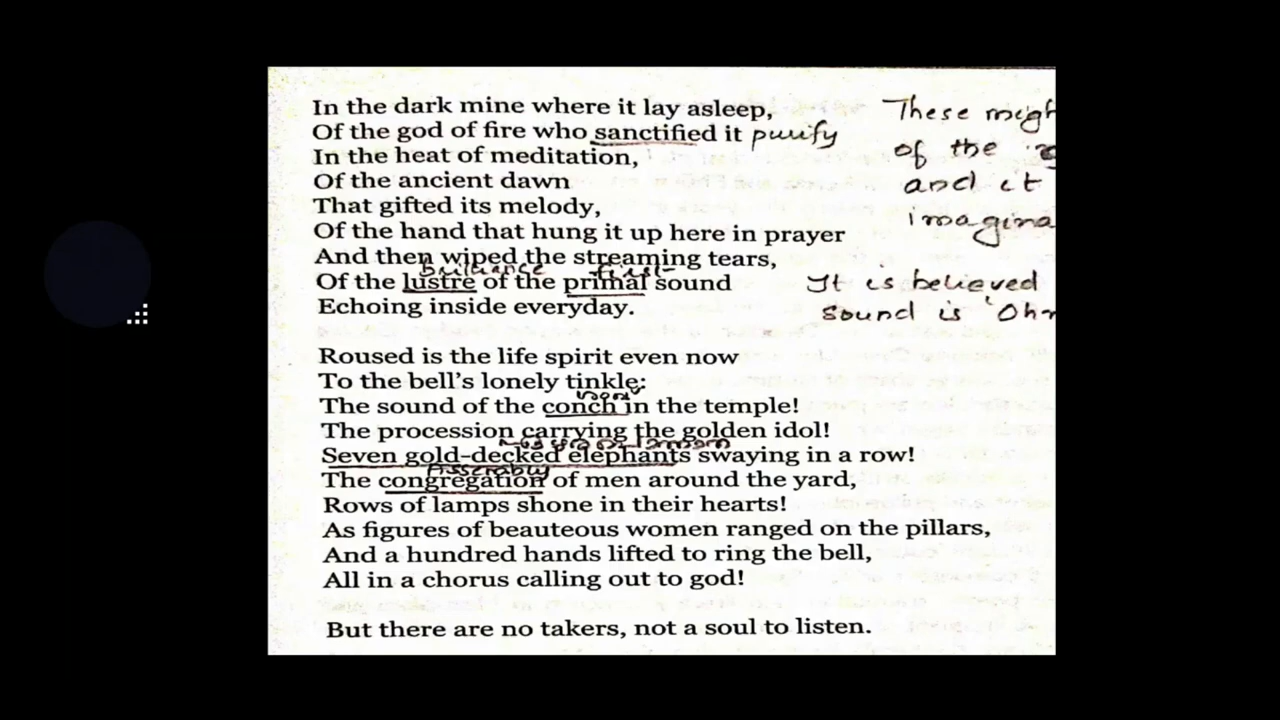 In the dark mine where it lay asleep,
These
Of the god of fire who sanctified it purify
of the
In the heat of meditation,
Of the ancient dawn
and it
That gifted its melody,
imagina
Of the hand that hung it up here in prayer
And then wiped the streaming tears,
brilliance first
Of the lustre of the primal sound
It is believed
Echoing inside everyday.
sound is 'Ohm
Roused is the life spirit even now
To the bell's lonely tinkle:
The sound of the conch in the temple!
The procession carrying the golden idol!
Seven gold-decked elephants swaying in a row!
The congregation of men around the yard,
Rows of lamps shone in their hearts!
As figures of beauteous women ranged on the pillars,
And a hundred hands lifted to ring the bell,
All in a chorus calling out to god!
But there are no takers, not a soul to listen.